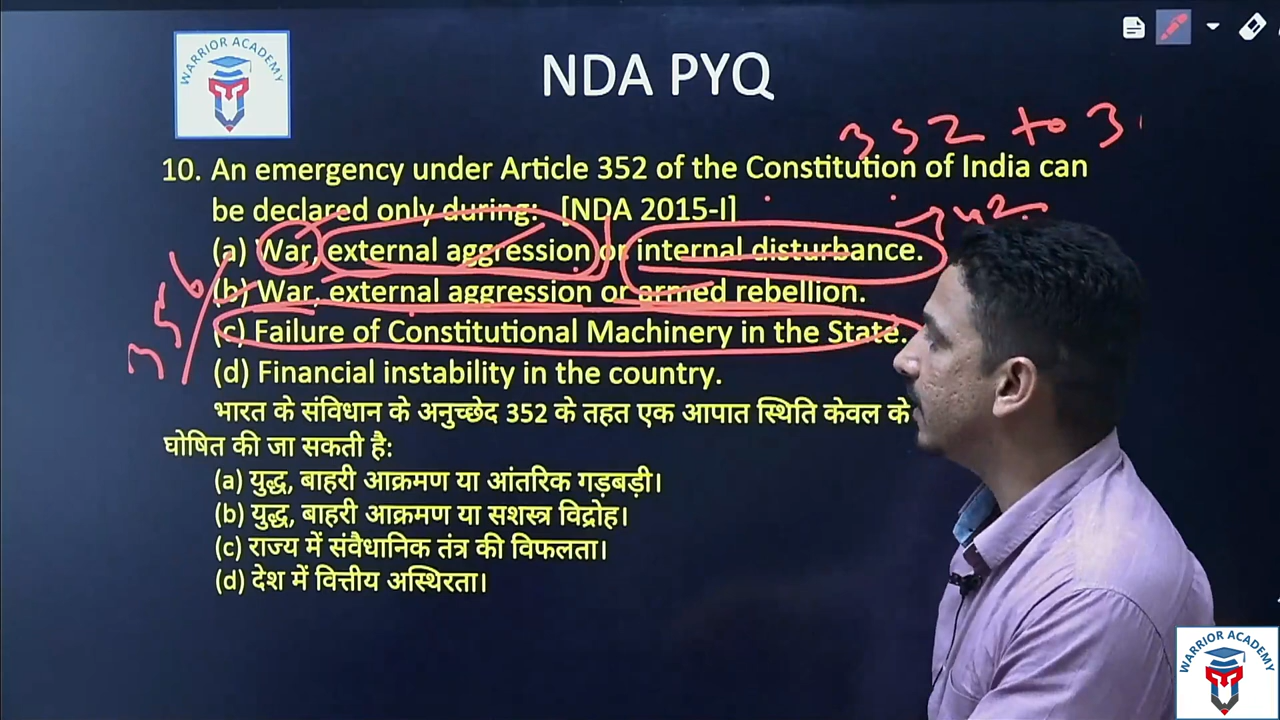 WARRIOR ACADEMY
NDA PYQ
352 to 3
10. An emergency under Article 352 of the Constitution of India can
be declared only during: [NDA 2015-I]
42
(a) War, external aggression or internal disturbance.
(b) War, external aggression or armed rebellion.
(c) Failure of Constitutional Machinery in the State.
356
(d) Financial instability in the country.
भारत के संविधान के अनुच्छेद 352 के तहत एक आपात स्थिति केवल के
घोषित की जा सकती है:
(a) युद्ध, बाहरी आक्रमण या आंतरिक गड़बड़ी।
(b) युद्ध, बाहरी आक्रमण या सशस्त्र विद्रोह।
(c) राज्य में संवैधानिक तंत्र की विफलता।
(d) देश में वित्तीय अस्थिरता।
WARRIOR ACADEMY